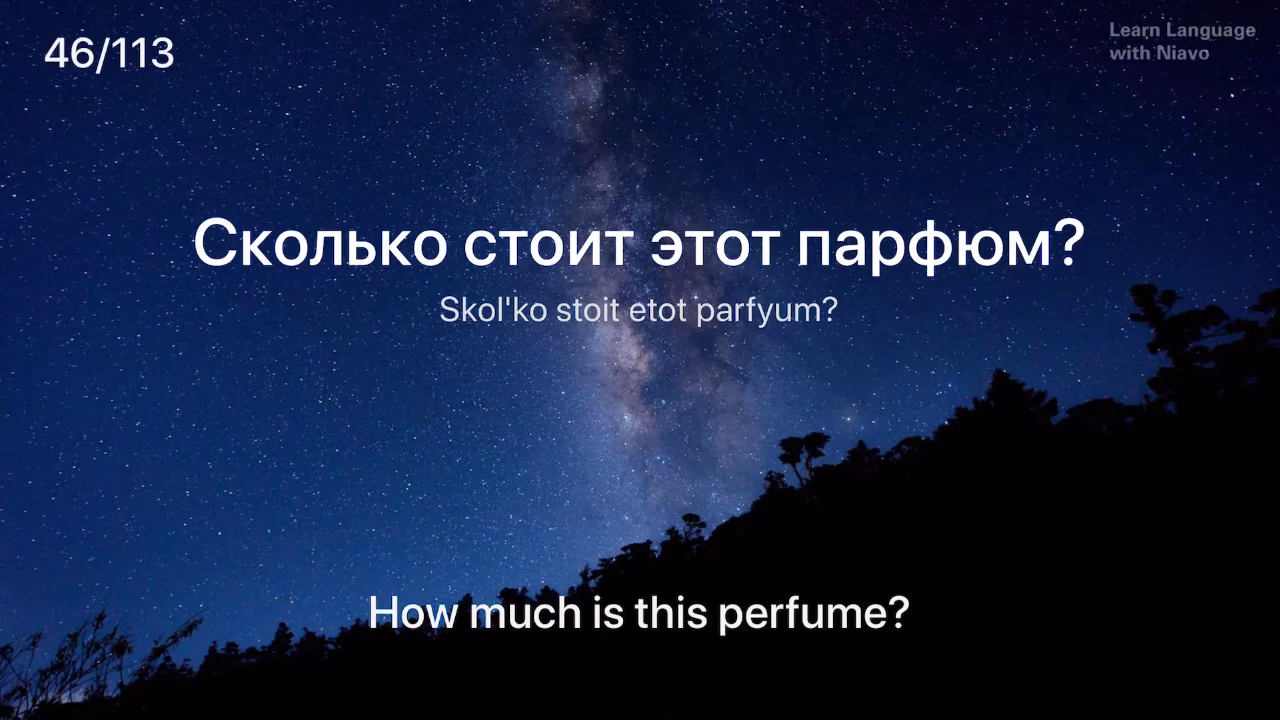 46/113
Learn Language
with Niavo
Сколько стоит этот парфюм?
Skol'ko stoit etot parfyum?
How much is this perfume?